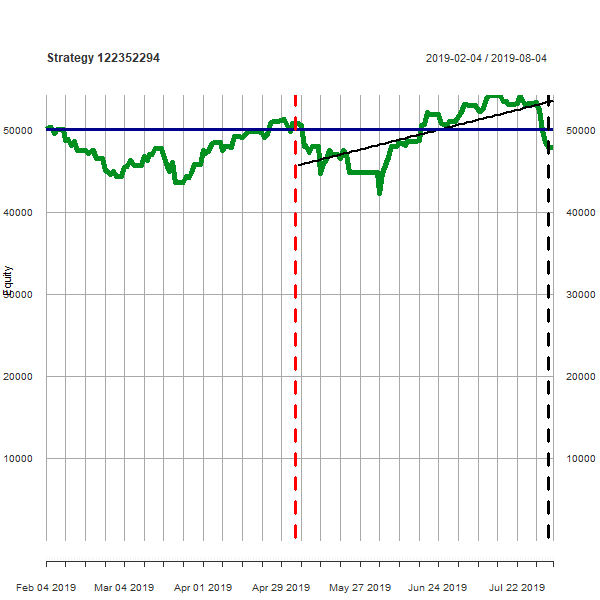 Strategy 122352294
2019-02-04 / 2019-08-04
50000
50000
40000
40000
Equity
30000
30000
20000
20000
10000
10000
Feb 04 2019
Mar 04 2019
Apr 01 2019
Apr 29 2019
May 27 2019
Jun 24 2019
Jul 22 2019